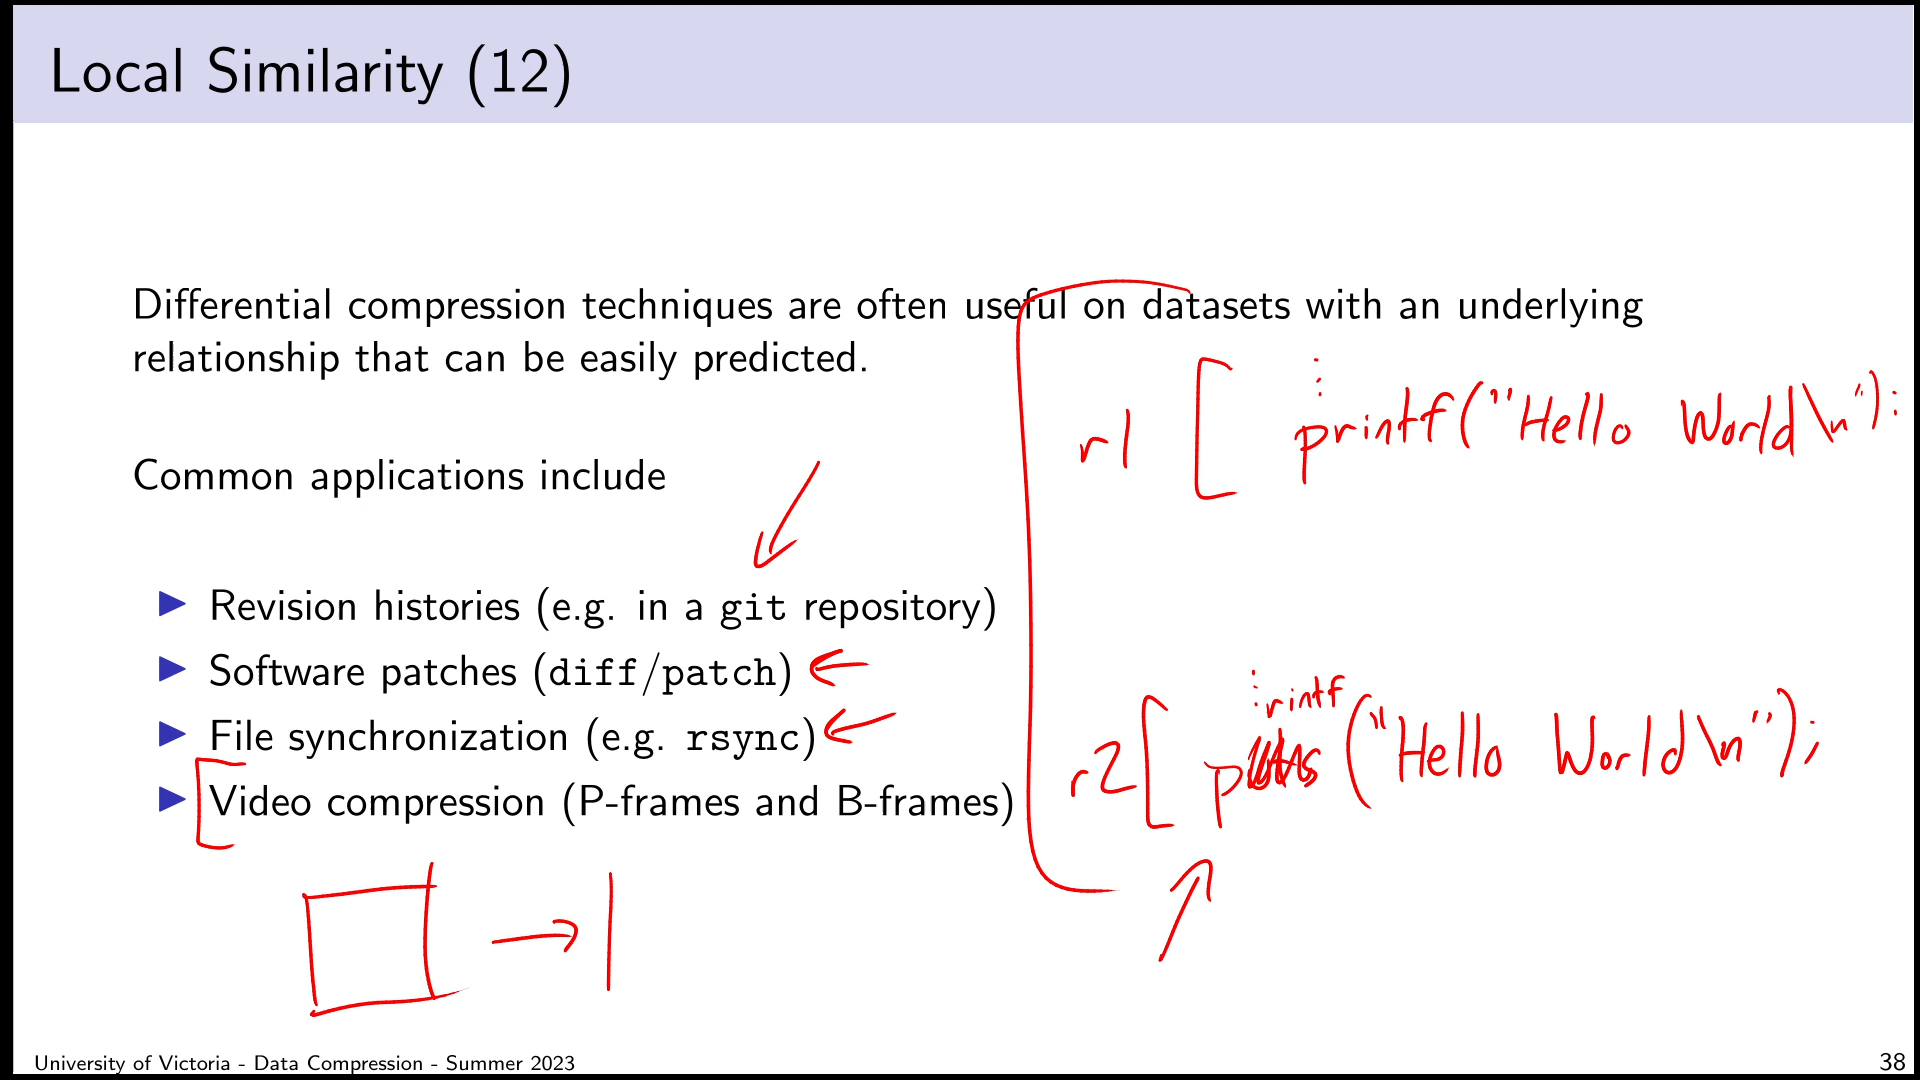 Local Similarity (12)
Differential compression techniques are often useful on datasets with an underlying
relationship that can be easily predicted.
r1 [ printf("Hello World\n");
Common applications include
▶ Revision histories (e.g. in a git repository)
▶ Software patches (diff/patch)
▶ File synchronization (e.g. rsync)
▶ Video compression (P-frames and B-frames)
rintf
r2 [ p ("Hello World\n");
University of Victoria - Data Compression - Summer 2023
38